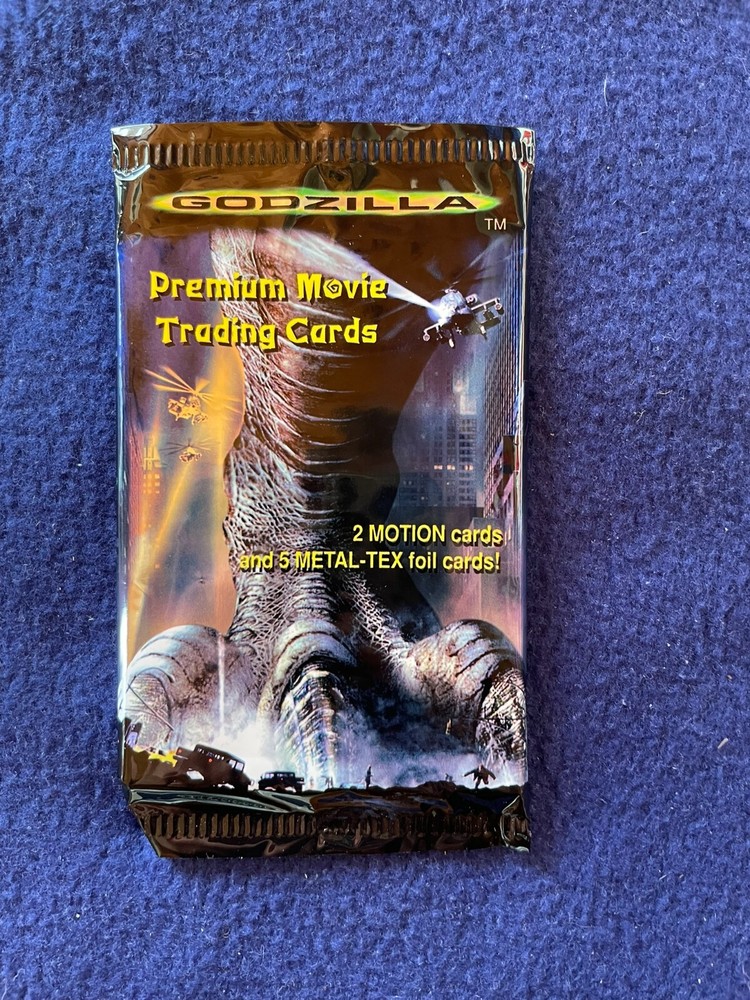 GODZILLA
TM
Premium Movie
Trading Cards
2 MOTION cards
and 5 METAL-TEX foil cards!